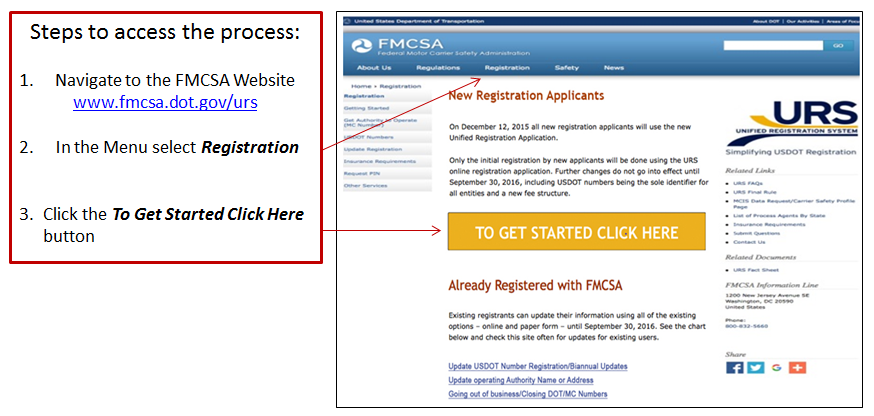 Steps to access the process:
1. Navigate to the FMCSA Website
www.fmcsa.dot.gov/urs
2. In the Menu select Registration
3. Click the To Get Started Click Here
button
United States Department of Transportation
About DOT | Our Activities | Areas of Focu
FMCSA
Federal Motor Carrier Safety Administration
GO
About Us Regulations Registration Safety News
Home › Registration
Registration
Getting Started
Get Authority to Operate
(MC Number)
USDOT Numbers
Update Registration
Insurance Requirements
Request PIN
Other Services
New Registration Applicants
On December 12, 2015 all new registration applicants will use the new
Unified Registration Application.
Only the initial registration by new applicants will be done using the URS
online registration application. Further changes do not go into effect until
September 30, 2016, including USDOT numbers being the sole identifier for
all entities and a new fee structure.
TO GET STARTED CLICK HERE
Already Registered with FMCSA
Existing registrants can update their information using all of the existing
options – online and paper form – until September 30, 2016. See the chart
below and check this site often for updates for existing users.
Update USDOT Number Registration/Biannual Updates
Update operating Authority Name or Address
Going out of business/Closing DOT/MC Numbers
URS
UNIFIED REGISTRATION SYSTEM
Simplifying USDOT Registration
Related Links
URS FAQs
URS Final Rule
MCIS Data Request/Carrier Safety Profile
Page
List of Process Agents By State
Insurance Requirements
Submit Questions
Contact Us
Related Documents
URS Fact Sheet
FMCSA Information Line
1200 New Jersey Avenue SE
Washington, DC 20590
United States
Phone:
800-832-5660
Share